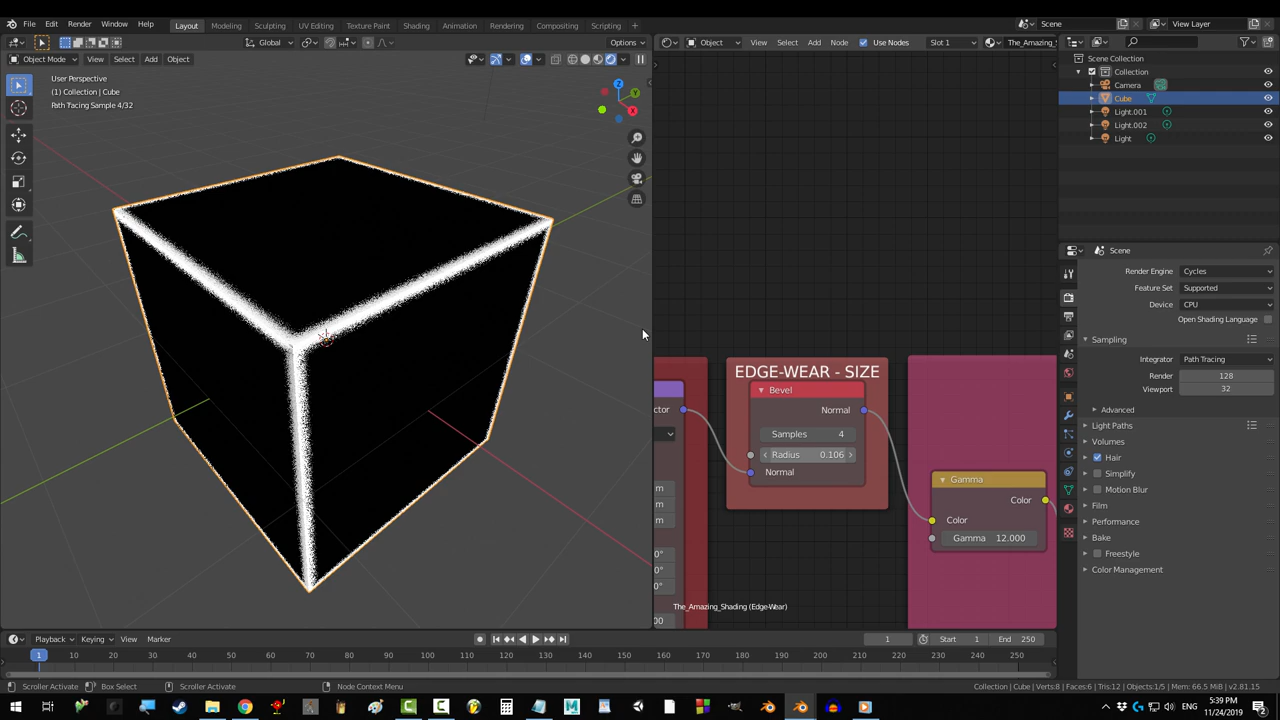 File Edit Render Window Help Layout Modeling Sculpting UV Editing Texture Paint Shading Animation Rendering Compositing Scripting + Scene View Layer
Global Options Object View Select Add Node Use Nodes Slot 1 The_Amazing_
Object Mode View Select Add Object
User Perspective
(1) Collection | Cube
Path Tracing Sample 4/32
Z
Y
X
EDGE-WEAR - SIZE
Bevel
Normal
Samples 4
Radius 0.106
Normal
ctor
m
m
m
0°
0°
0°
00
Gamma
Color
Color
Gamma 12.000
The_Amazing_Shading (Edge-Wear)
Scene Collection
Collection
Camera
Cube
Light.001
Light.002
Light
Scene
Render Engine Cycles
Feature Set Supported
Device CPU
Open Shading Language
Sampling
Integrator Path Tracing
Render 128
Viewport 32
Advanced
Light Paths
Volumes
Hair
Simplify
Motion Blur
Film
Performance
Bake
Freestyle
Color Management
Playback Keying View Marker 1 Start 1 End 250
1 10 20 30 40 50 60 70 80 90 100 110 120 130 140 150 160 170 180 190 200 210 220 230 240 250
Scroller Activate Box Select Scroller Activate Node Context Menu Collection | Cube | Verts:8 | Faces:6 | Tris:12 | Objects:1/5 | Mem: 66.5 MiB | v2.81.15
5:39 PM
11/24/2019